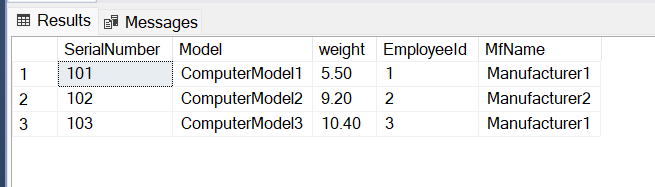 Results Messages
SerialNumber Model weight EmployeeId MfName
1 101 ComputerModel1 5.50 1 Manufacturer1
2 102 ComputerModel2 9.20 2 Manufacturer2
3 103 ComputerModel3 10.40 3 Manufacturer1